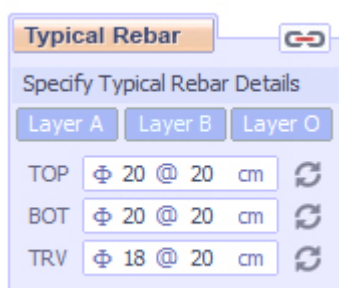 Typical Rebar
Specify Typical Rebar Details
Layer A Layer B Layer O
TOP Φ 20 @ 20 cm
BOT Φ 20 @ 20 cm
TRV Φ 18 @ 20 cm